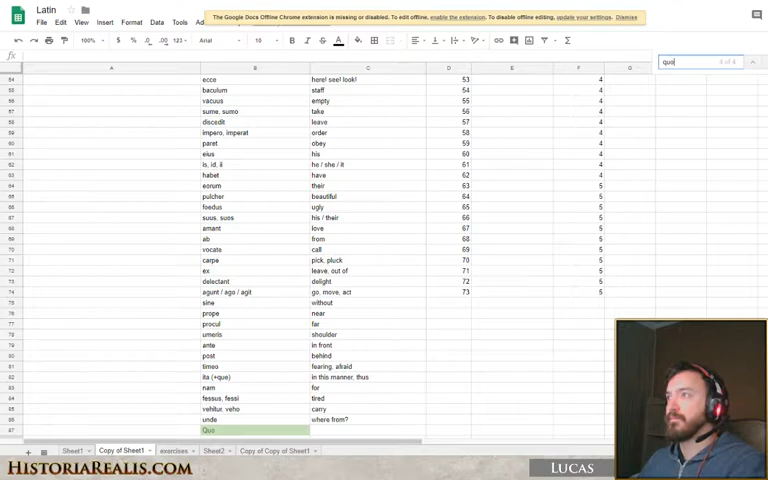 Latin
File Edit View Insert Format Data Tools
The Google Docs Offline Chrome extension is missing or disabled. To edit offline, enable the extension. To disable offline editing, update your settings. Dismiss
100% $ % .0 .00 123 Arial 10 B I S A
fx
quo 4 of 4
A B C D E F G
54 ecce here! see! look! 53 4
55 baculum staff 54 4
56 vacuus empty 55 4
57 sume, sumo take 56 4
58 discedit leave 57 4
59 impero, imperat order 58 4
60 paret obey 59 4
61 eius his 60 4
62 is, id, ii he / she / it 61 4
63 habet have 62 4
64 eorum their 63 5
65 pulcher beautiful 64 5
66 foedus ugly 65 5
67 suus, suos his / their 66 5
68 amant love 67 5
69 ab from 68 5
70 vocate call 69 5
71 carpe pick, pluck 70 5
72 ex leave, out of 71 5
73 delectant delight 72 5
74 agunt / ago / agit go, move, act 73 5
75 sine without
76 prope near
77 procul far
78 umeris shoulder
79 ante in front
80 post behind
81 timeo fearing, afraid
82 ita (+que) in this manner, thus
83 nam for
84 fessus, fessi tired
85 vehitur, veho carry
86 unde where from?
87 Quo
Sheet1 Copy of Sheet1 exercises Sheet2 Copy of Copy of Sheet1
HISTORIAREALIS.COM
LUCAS